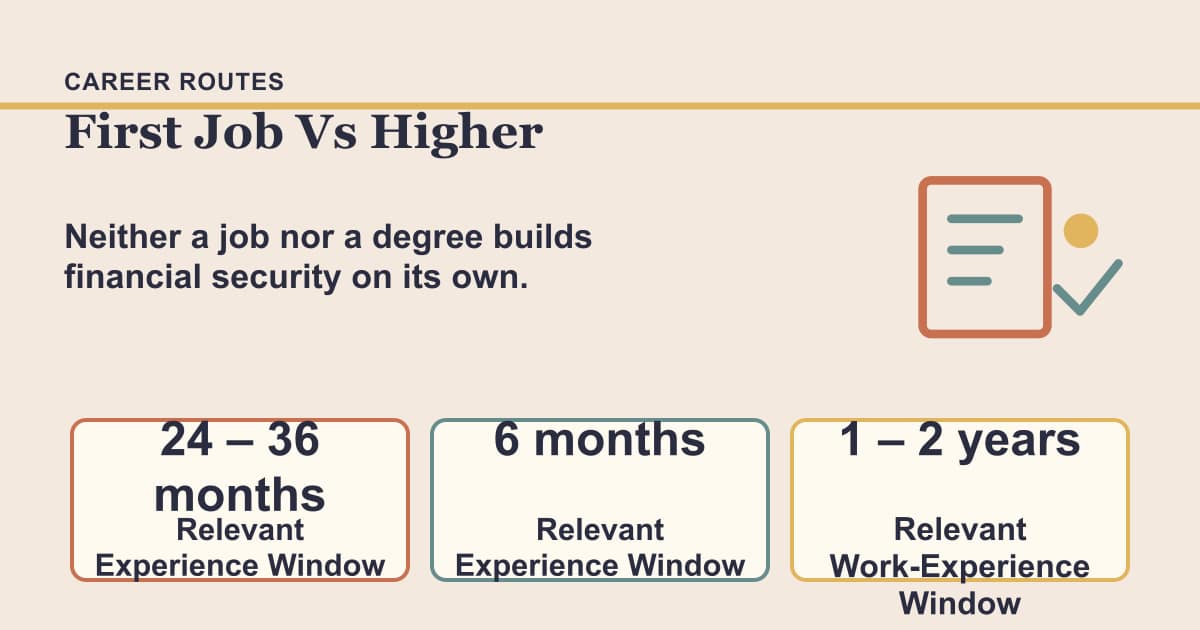 CAREER ROUTES
First Job Vs Higher
Neither a job nor a degree builds
financial security on its own.
24 – 36
months
Relevant
Experience Window
6 months
Relevant
Experience Window
1 – 2 years
Relevant
Work-Experience
Window